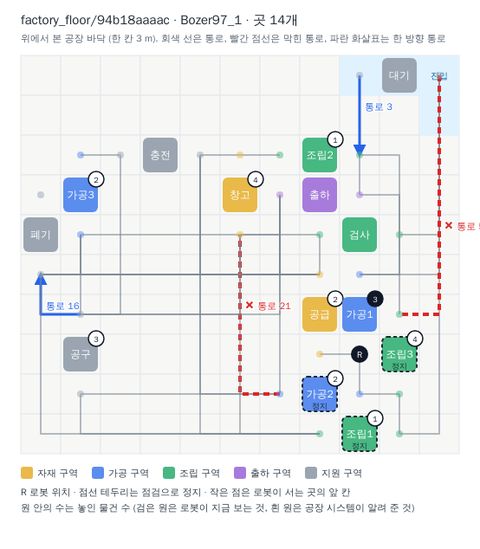 factory_floor/94b18aaaac · Bozer97_1 · 곳 14개
위에서 본 공장 바닥 (한 칸 3 m). 회색 선은 통로, 빨간 점선은 막힌 통로, 파란 화살표는 한 방향 통로
대기
통로 3
1
조립2
충전
2
가공3
4
창고
출하
폐기
검사
✕ 통로
통로 16
✕ 통로 21
2
공급
3
가공1
3
공구
R
4
조립3
정지
2
가공2
정지
1
조립1
정지
자재 구역
가공 구역
조립 구역
출하 구역
지원 구역
R 로봇 위치 · 점선 테두리는 점검으로 정지 · 작은 점은 로봇이 서는 곳의 앞 칸
원 안의 수는 놓인 물건 수 (검은 원은 로봇이 지금 보는 것, 흰 원은 공장 시스템이 알려 준 것)